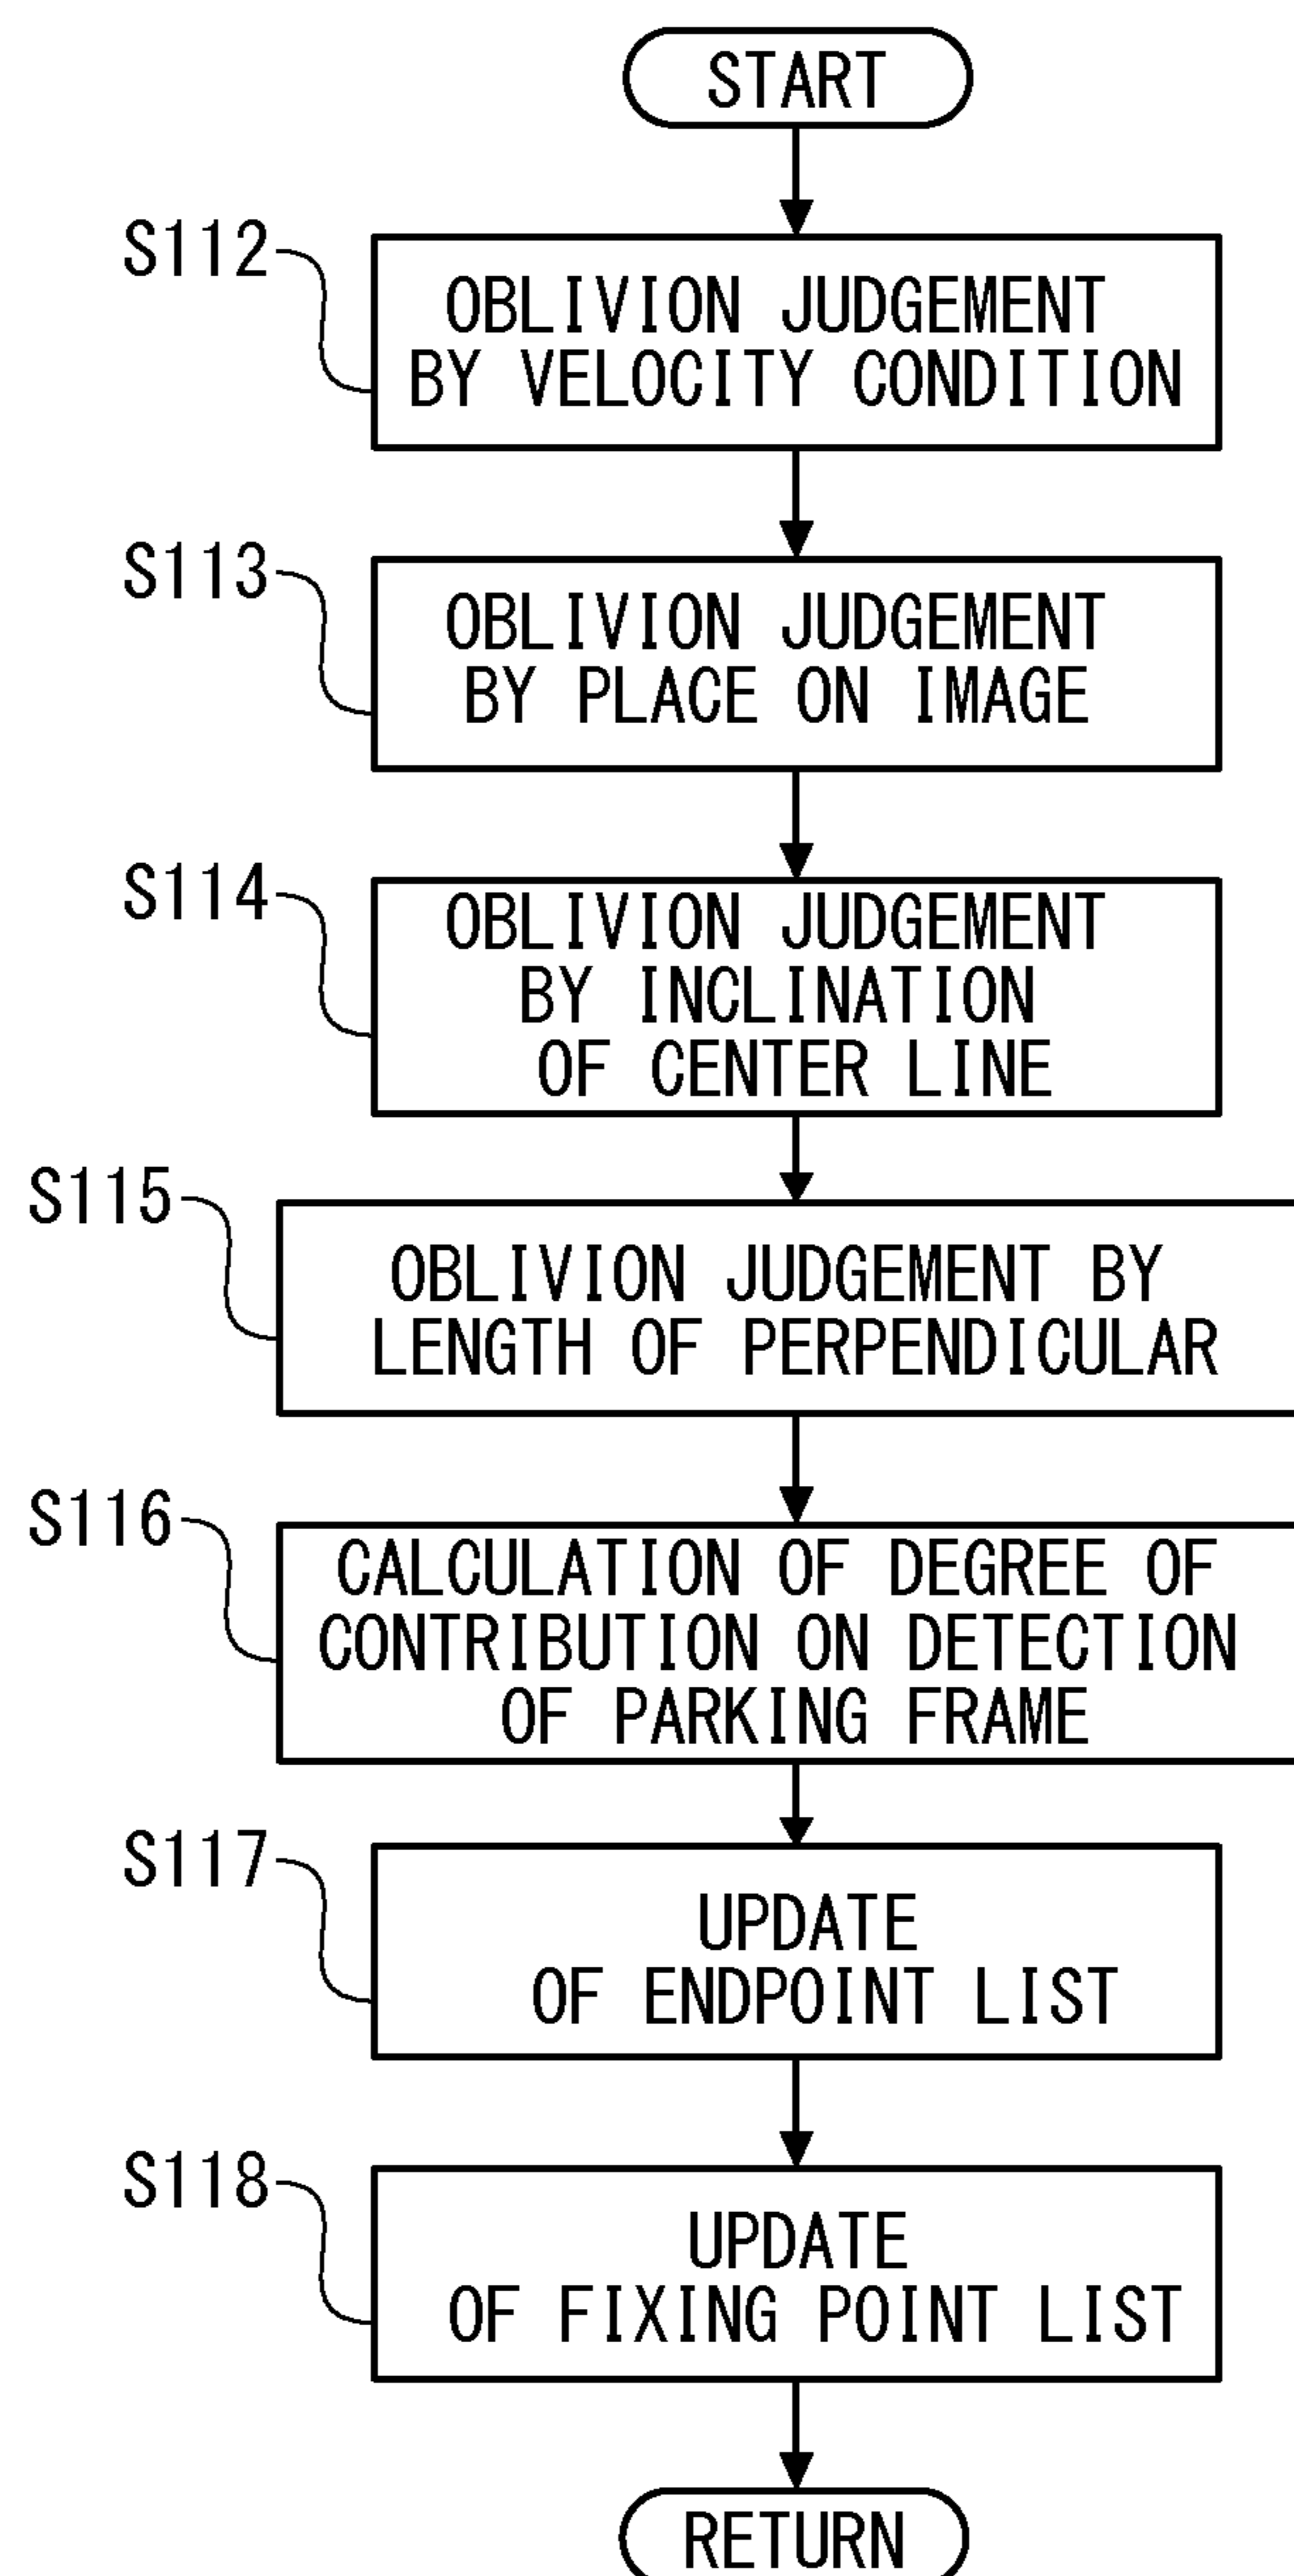 START
S112
OBLIVION JUDGEMENT
BY VELOCITY CONDITION
S113
OBLIVION JUDGEMENT
BY PLACE ON IMAGE
S114
OBLIVION JUDGEMENT
BY INCLINATION
OF CENTER LINE
S115
OBLIVION JUDGEMENT BY
LENGTH OF PERPENDICULAR
S116
CALCULATION OF DEGREE OF
CONTRIBUTION ON DETECTION
OF PARKING FRAME
S117
UPDATE
OF ENDPOINT LIST
S118
UPDATE
OF FIXING POINT LIST
RETURN